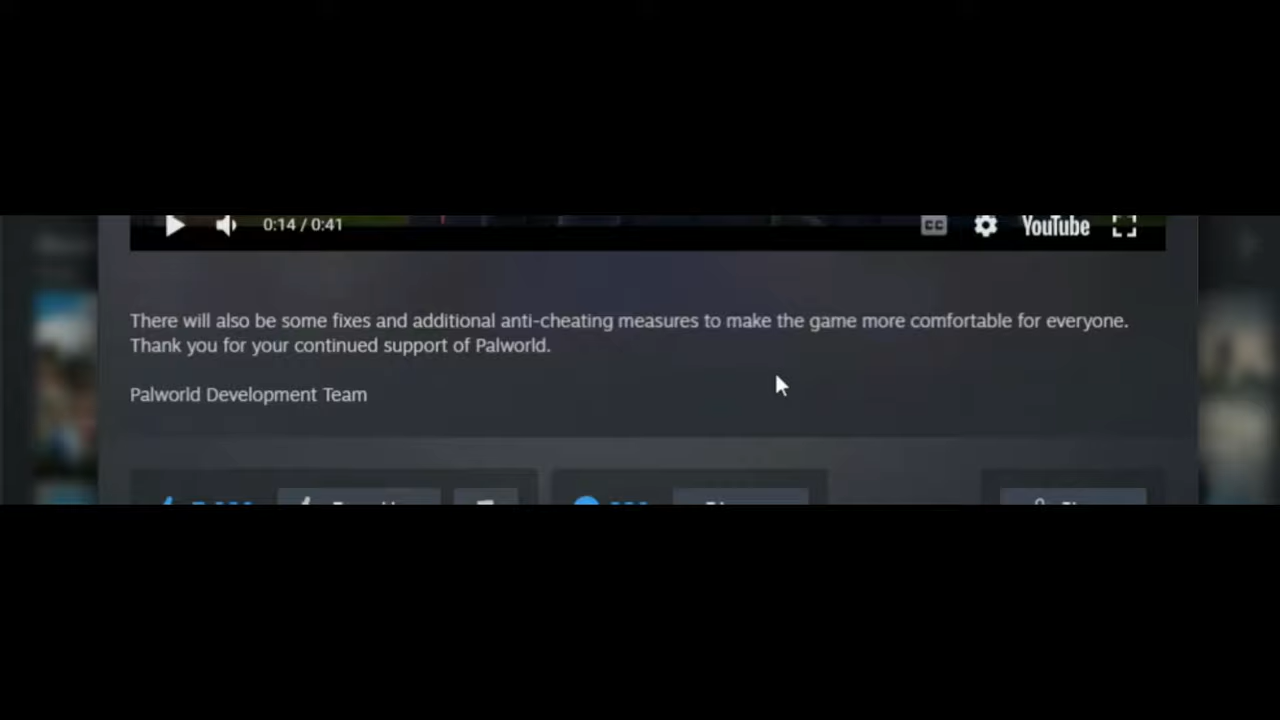 0:14 / 0:41
CC
YouTube
There will also be some fixes and additional anti-cheating measures to make the game more comfortable for everyone.
Thank you for your continued support of Palworld.
Palworld Development Team